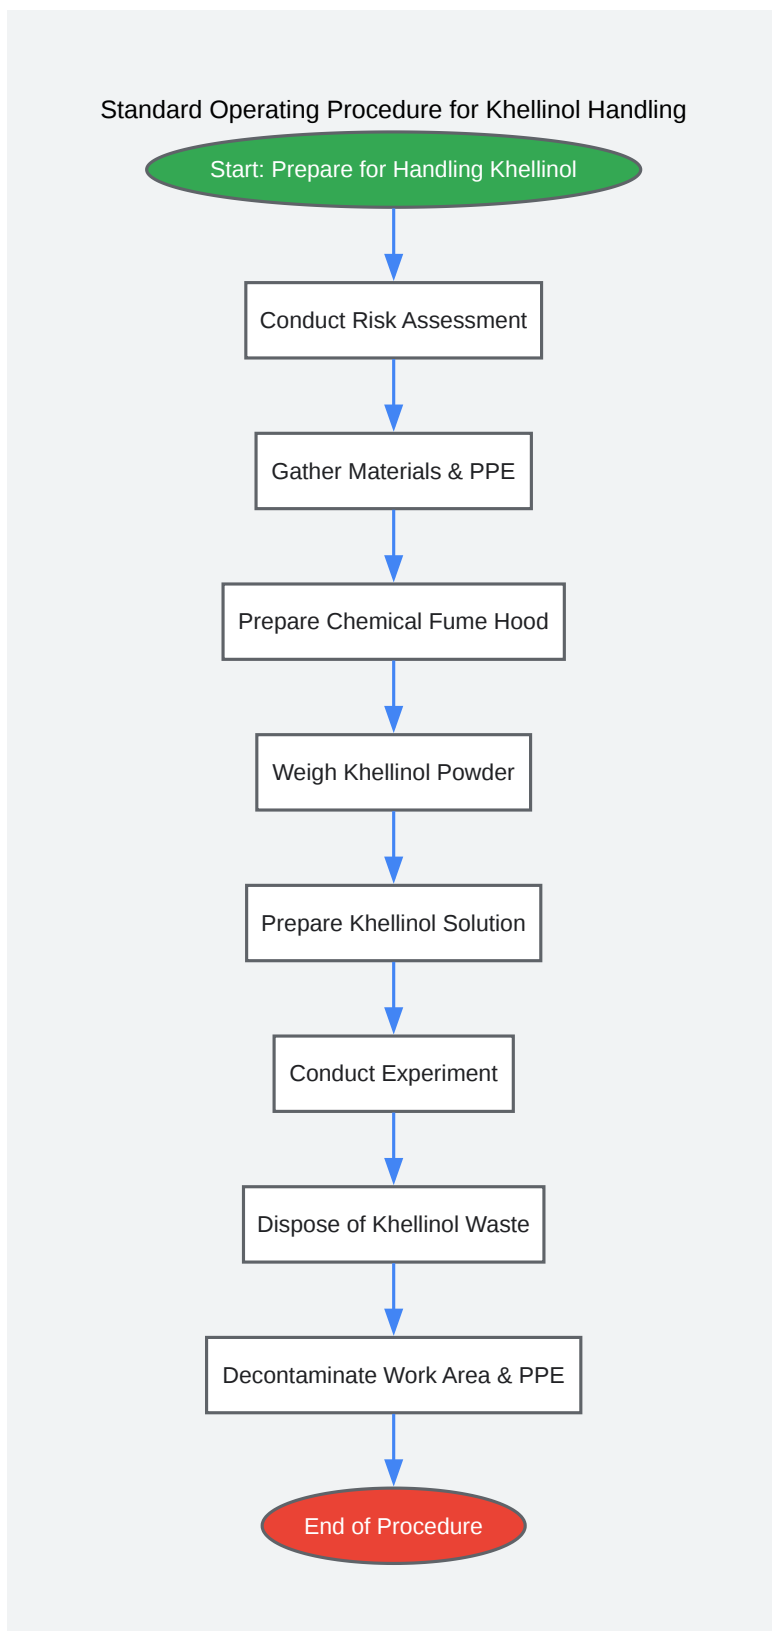 Standard Operating Procedure for Khellinol Handling
Start: Prepare for Handling Khellinol
Conduct Risk Assessment
Gather Materials & PPE
Prepare Chemical Fume Hood
Weigh Khellinol Powder
Prepare Khellinol Solution
Conduct Experiment
Dispose of Khellinol Waste
Decontaminate Work Area & PPE
End of Procedure